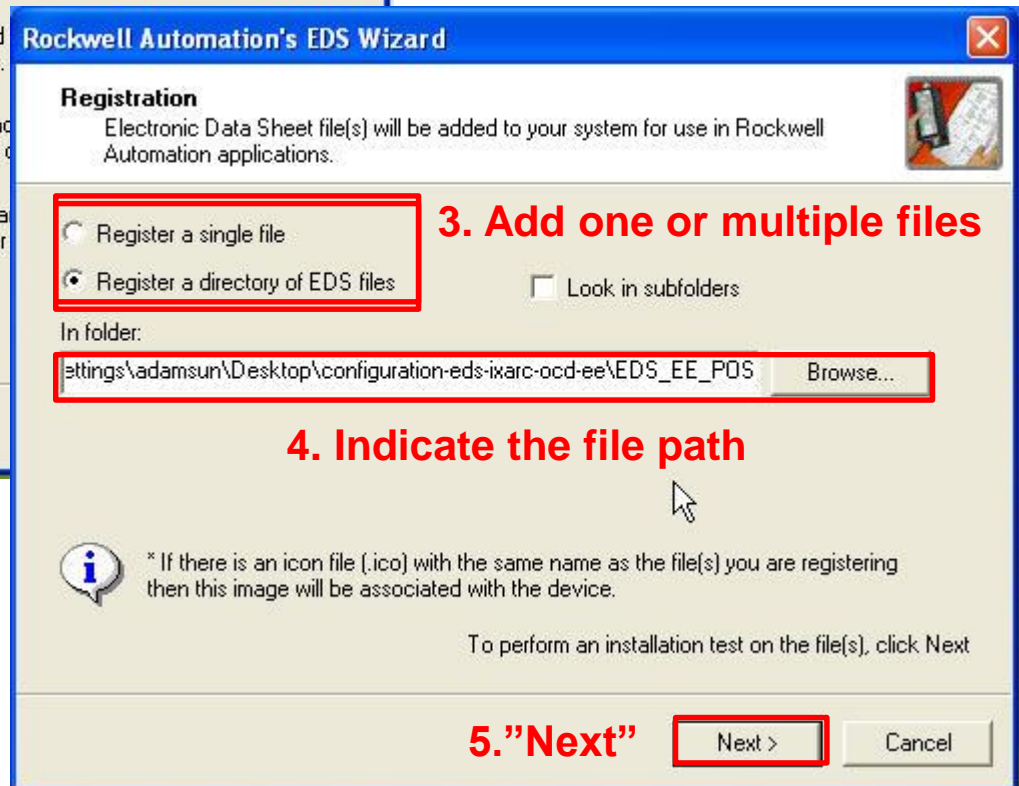 Rockwell Automation's EDS Wizard
Registration
Electronic Data Sheet file(s) will be added to your system for use in Rockwell
Automation applications.
3. Add one or multiple files
Register a single file
Register a directory of EDS files
Look in subfolders
In folder:
ettings\adamsun\Desktop\configuration-eds-ixarc-ocd-ee\EDS_EE_POS
Browse...
4. Indicate the file path
* If there is an icon file (.ico) with the same name as the file(s) you are registering
then this image will be associated with the device.
To perform an installation test on the file(s), click Next
5.”Next”
Next >
Cancel